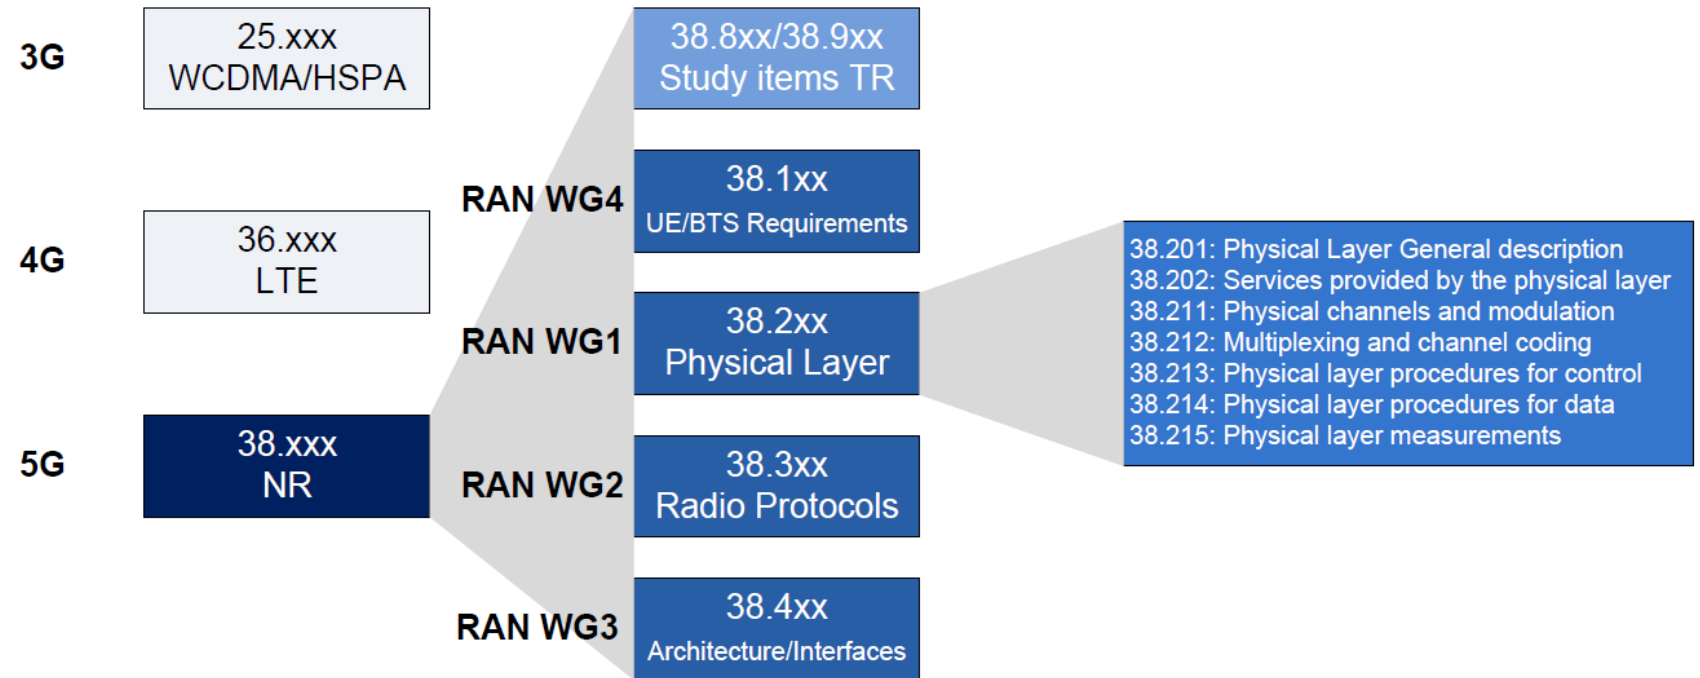 3G
25.xxx
WCDMA/HSPA
4G
36.xxx
LTE
5G
38.xxx
NR
38.8xx/38.9xx
Study items TR
RAN WG4
38.1xx
UE/BTS Requirements
RAN WG1
38.2xx
Physical Layer
RAN WG2
38.3xx
Radio Protocols
RAN WG3
38.4xx
Architecture/Interfaces
38.201: Physical Layer General description
38.202: Services provided by the physical layer
38.211: Physical channels and modulation
38.212: Multiplexing and channel coding
38.213: Physical layer procedures for control
38.214: Physical layer procedures for data
38.215: Physical layer measurements